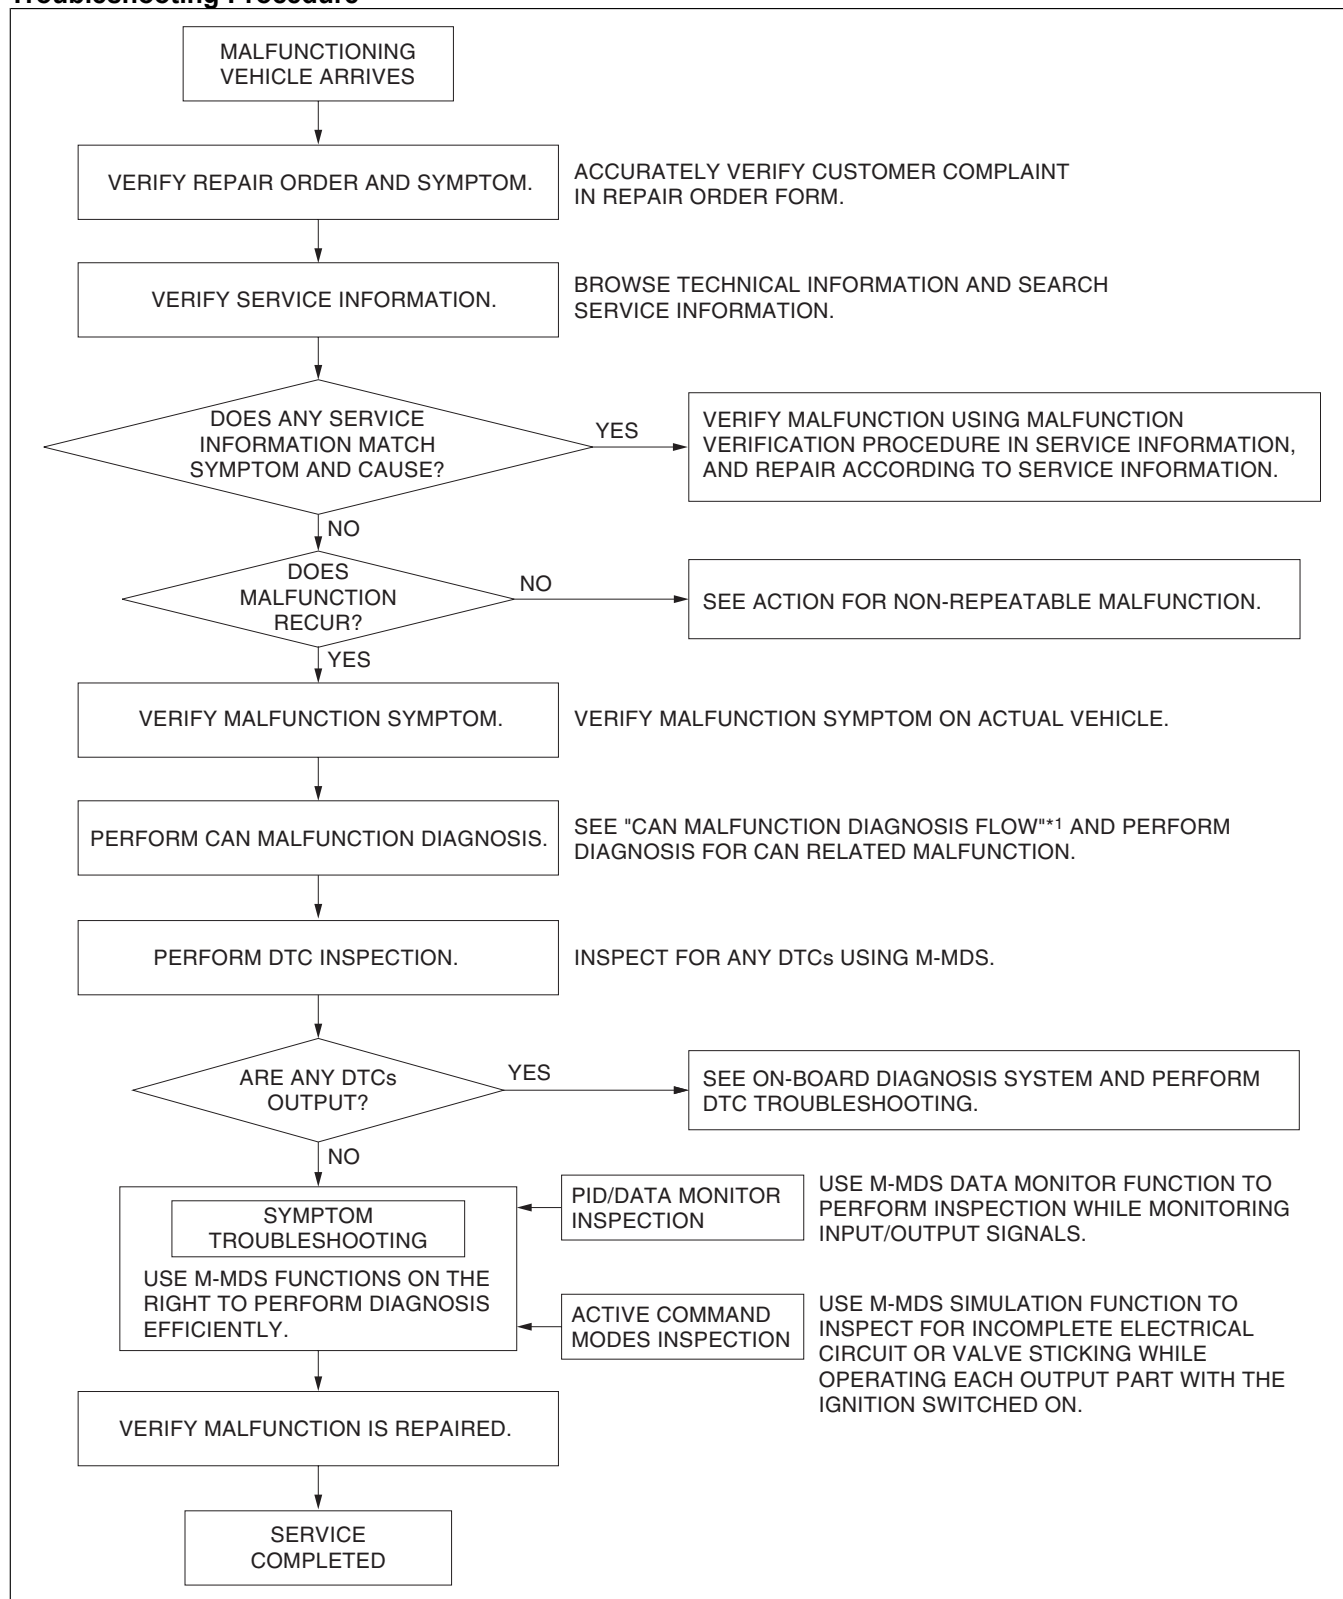 Troubleshooting Procedure
MALFUNCTIONING
VEHICLE ARRIVES
VERIFY REPAIR ORDER AND SYMPTOM.
ACCURATELY VERIFY CUSTOMER COMPLAINT
IN REPAIR ORDER FORM.
VERIFY SERVICE INFORMATION.
BROWSE TECHNICAL INFORMATION AND SEARCH
SERVICE INFORMATION.
DOES ANY SERVICE
INFORMATION MATCH
SYMPTOM AND CAUSE?
YES
VERIFY MALFUNCTION USING MALFUNCTION
VERIFICATION PROCEDURE IN SERVICE INFORMATION,
AND REPAIR ACCORDING TO SERVICE INFORMATION.
NO
DOES
MALFUNCTION
RECUR?
NO
SEE ACTION FOR NON-REPEATABLE MALFUNCTION.
YES
VERIFY MALFUNCTION SYMPTOM.
VERIFY MALFUNCTION SYMPTOM ON ACTUAL VEHICLE.
PERFORM CAN MALFUNCTION DIAGNOSIS.
SEE "CAN MALFUNCTION DIAGNOSIS FLOW"*1 AND PERFORM
DIAGNOSIS FOR CAN RELATED MALFUNCTION.
PERFORM DTC INSPECTION.
INSPECT FOR ANY DTCs USING M-MDS.
ARE ANY DTCs
OUTPUT?
YES
SEE ON-BOARD DIAGNOSIS SYSTEM AND PERFORM
DTC TROUBLESHOOTING.
NO
SYMPTOM
TROUBLESHOOTING
USE M-MDS FUNCTIONS ON THE
RIGHT TO PERFORM DIAGNOSIS
EFFICIENTLY.
PID/DATA MONITOR
INSPECTION
USE M-MDS DATA MONITOR FUNCTION TO
PERFORM INSPECTION WHILE MONITORING
INPUT/OUTPUT SIGNALS.
ACTIVE COMMAND
MODES INSPECTION
USE M-MDS SIMULATION FUNCTION TO
INSPECT FOR INCOMPLETE ELECTRICAL
CIRCUIT OR VALVE STICKING WHILE
OPERATING EACH OUTPUT PART WITH THE
IGNITION SWITCHED ON.
VERIFY MALFUNCTION IS REPAIRED.
SERVICE
COMPLETED